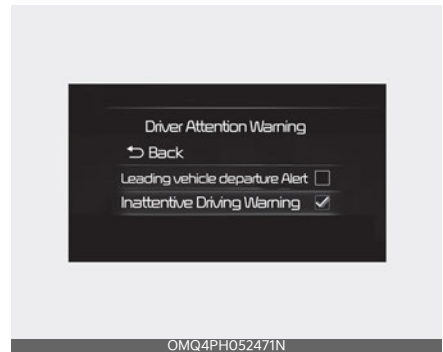 Driver Attention Warning
Back
Leading vehicle departure Alert
Inattentive Driving Warning
OMQ4PH052471N